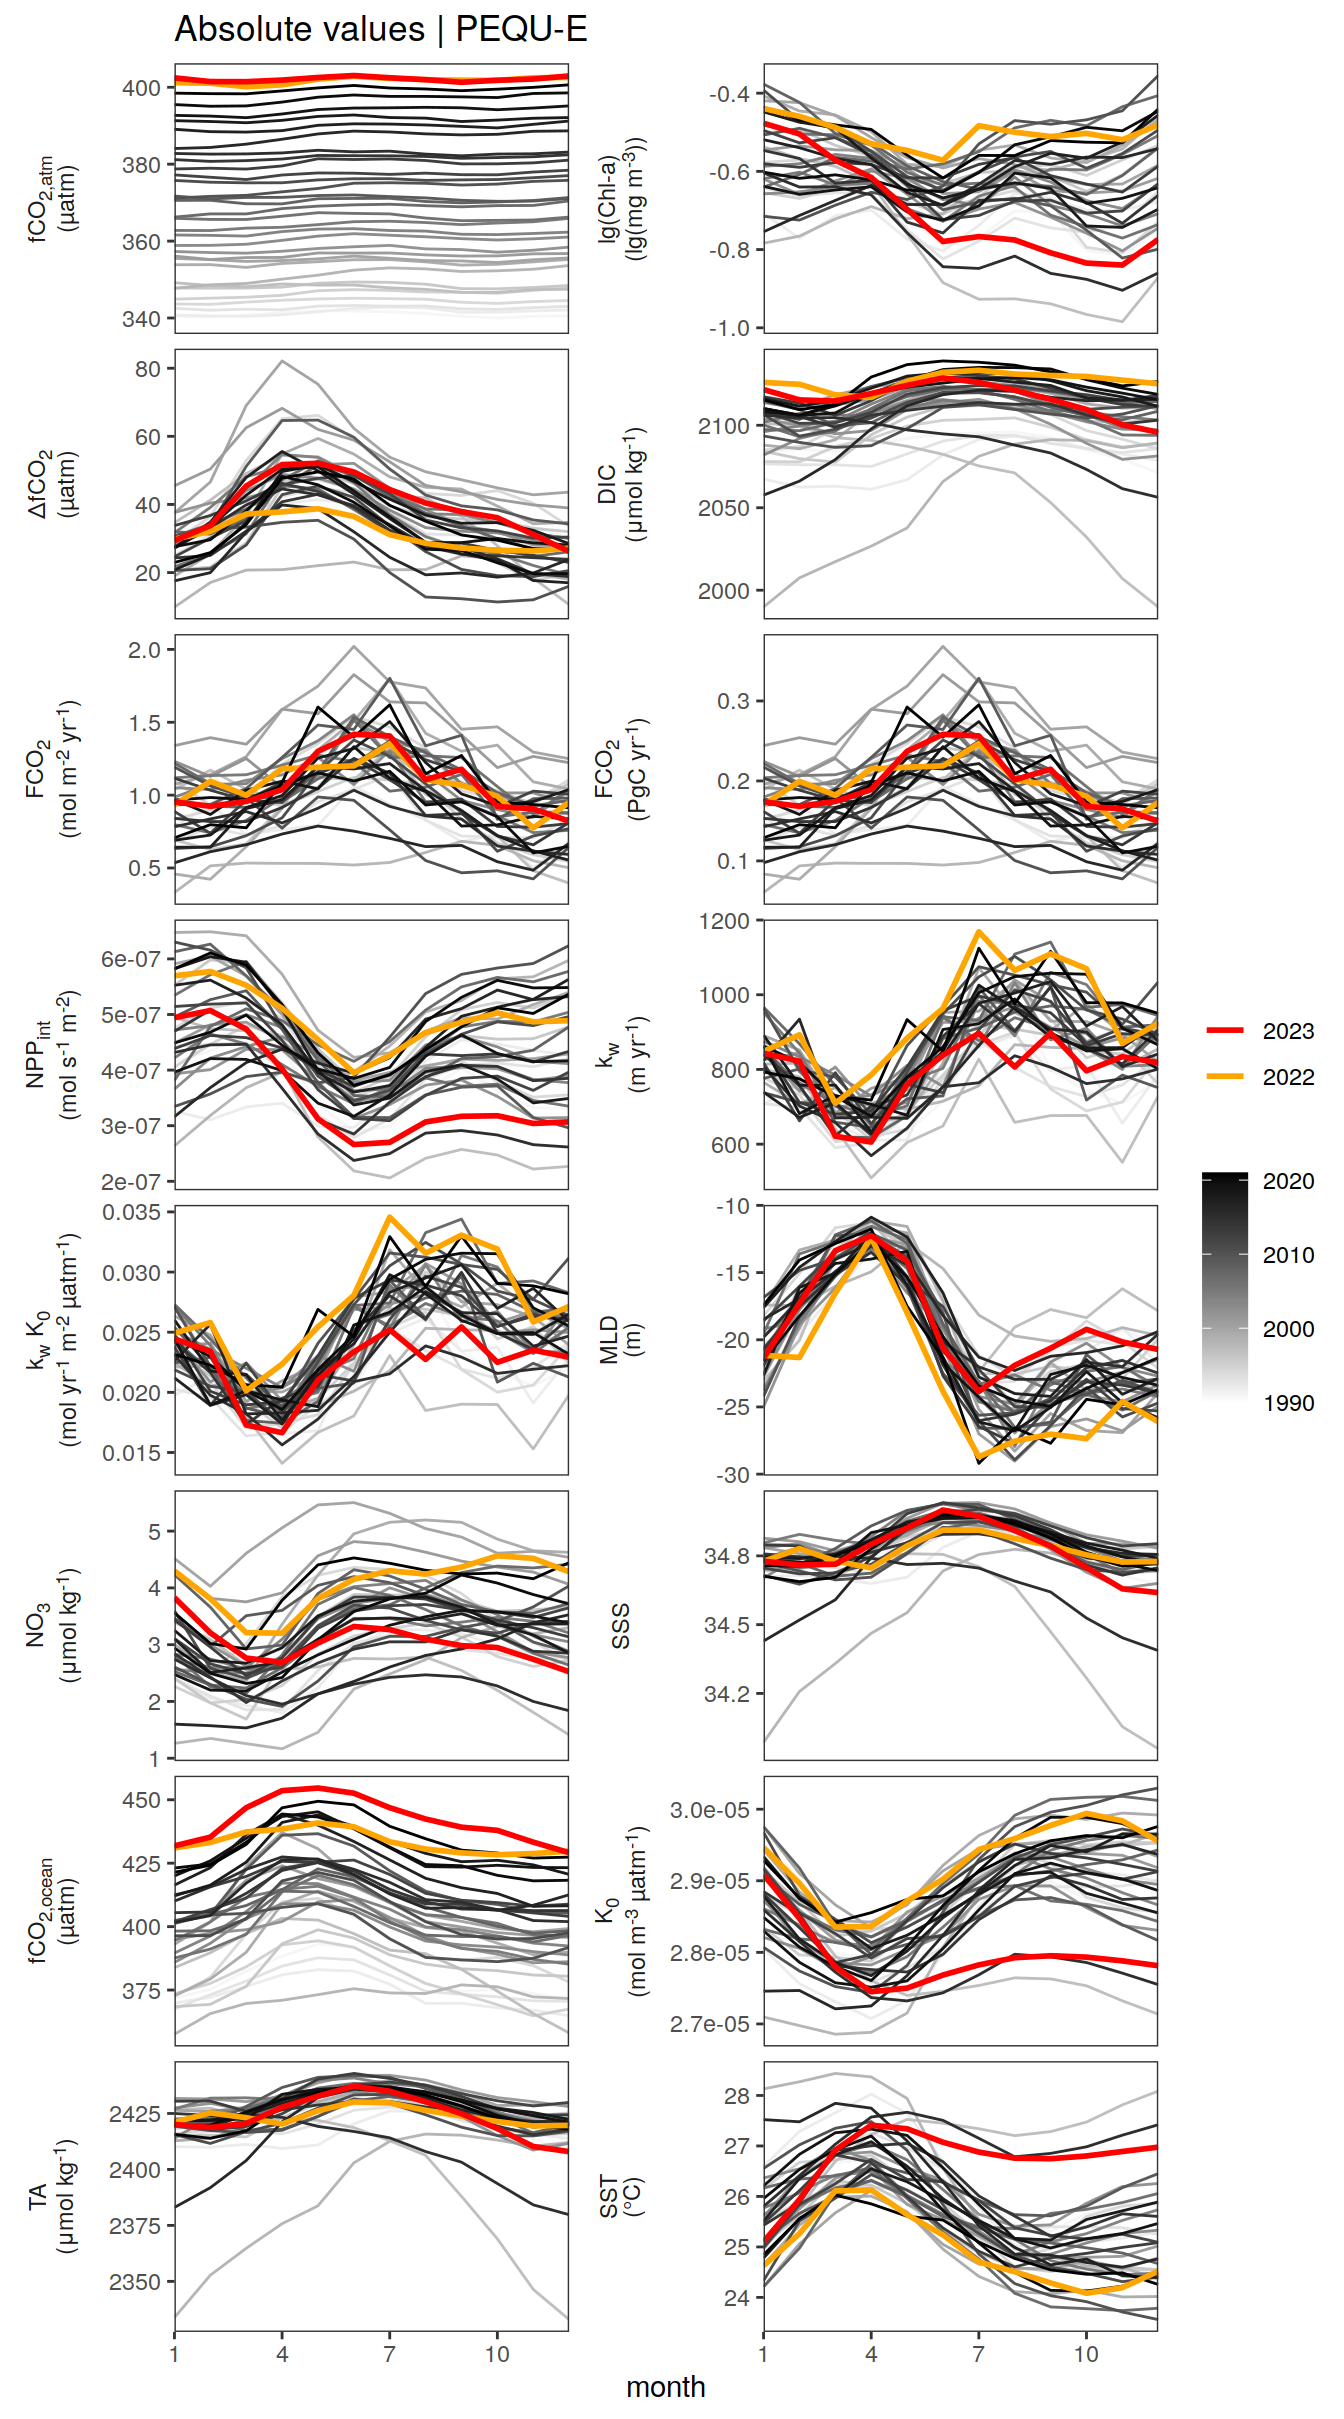 Absolute values | PEQU-E
fCO2,atm
(µatm)
400
380
360
340
lg(Chl-a)
(lg(mg m-3))
-0.4
-0.6
-0.8
-1.0
ΔfCO2
(µatm)
80
60
40
20
DIC
(µmol kg-1)
2100
2050
2000
FCO2
(mol m-2 yr-1)
2.0
1.5
1.0
0.5
FCO2
(PgC yr-1)
0.3
0.2
0.1
NPPint
(mol s-1 m-2)
6e-07
5e-07
4e-07
3e-07
2e-07
kw
(m yr-1)
1200
1000
800
600
kw K0
(mol yr-1 m-2 µatm-1)
0.035
0.030
0.025
0.020
0.015
MLD
(m)
-10
-15
-20
-25
-30
NO3
(µmol kg-1)
5
4
3
2
1
SSS
34.8
34.5
34.2
fCO2,ocean
(µatm)
450
425
400
375
K0
(mol m-3 µatm-1)
3.0e-05
2.9e-05
2.8e-05
2.7e-05
TA
(µmol kg-1)
2425
2400
2375
2350
SST
(°C)
28
27
26
25
24
1 4 7 10
1 4 7 10
month
2023
2022
2020
2010
2000
1990